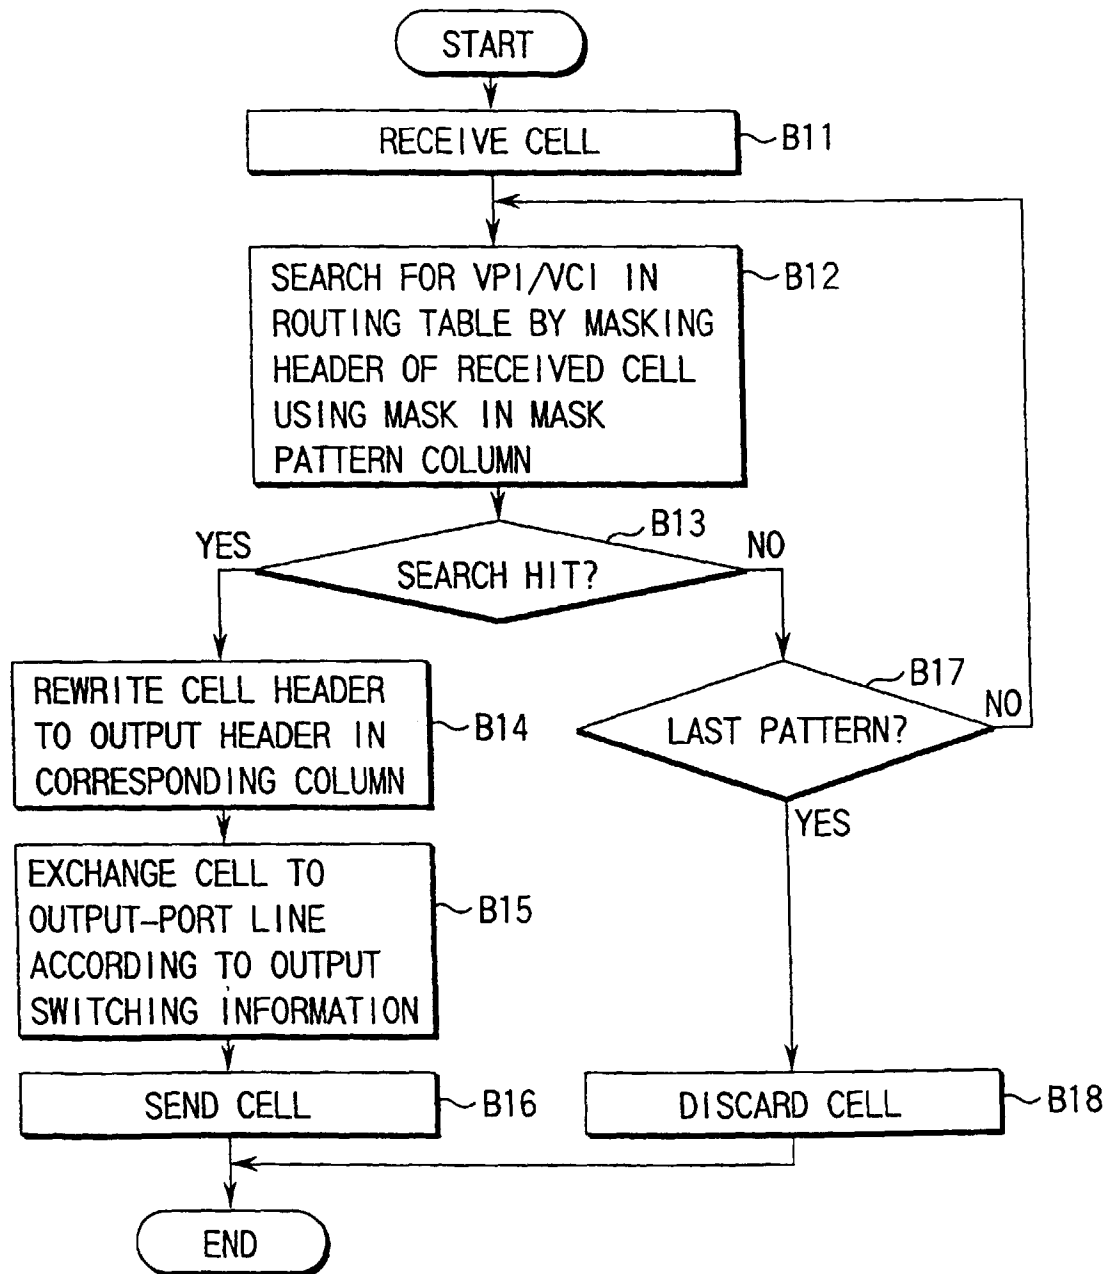 START
RECEIVE CELL
B11
SEARCH FOR VPI/VCI IN
ROUTING TABLE BY MASKING
HEADER OF RECEIVED CELL
USING MASK IN MASK
PATTERN COLUMN
B12
B13
YES
NO
SEARCH HIT?
REWRITE CELL HEADER
TO OUTPUT HEADER IN
CORRESPONDING COLUMN
B14
B17
LAST PATTERN?
NO
YES
EXCHANGE CELL TO
OUTPUT-PORT LINE
ACCORDING TO OUTPUT
SWITCHING INFORMATION
B15
SEND CELL
B16
DISCARD CELL
B18
END